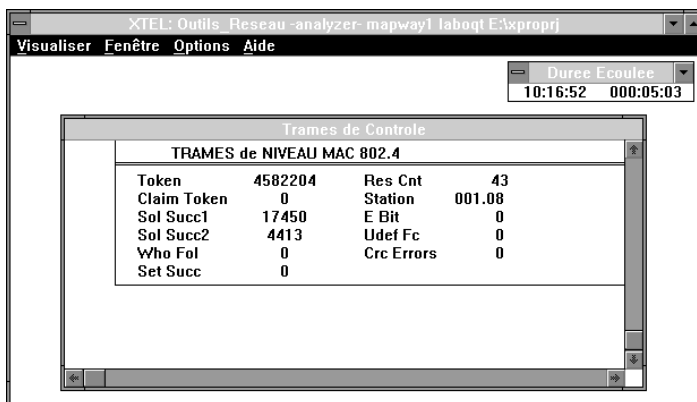 XTEL: Outils_Reseau -analyzer- mapway1 laboqt E:\xproprj
Visualiser Fenêtre Options Aide
Duree Ecoulee
10:16:52 000:05:03
Trames de Controle
TRAMES de NIVEAU MAC 802.4
Token 4582204 Res Cnt 43
Claim Token 0 Station 001.08
Sol Succ1 17450 E Bit 0
Sol Succ2 4413 Udef Fc 0
Who Fol 0 Crc Errors 0
Set Succ 0